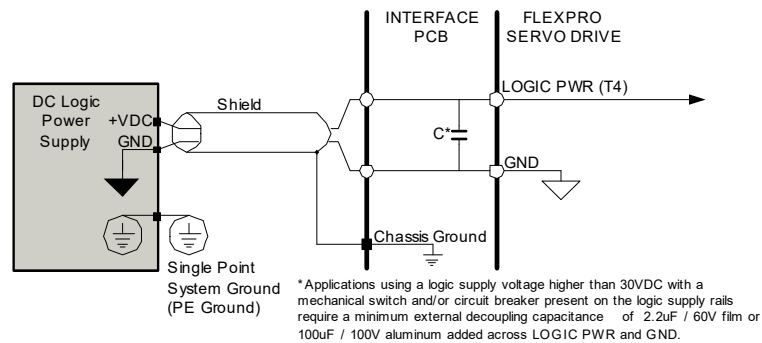 INTERFACE
PCB
FLEXPRO
SERVO DRIVE
LOGIC PWR (T4)
DC Logic
Power
Supply
+VDC
GND
Shield
C*
GND
Chassis Ground
Single Point
System Ground
(PE Ground)
*Applications using a logic supply voltage higher than 30VDC with a
mechanical switch and/or circuit breaker present on the logic supply rails
require a minimum external decoupling capacitance of 2.2uF / 60V film or
100uF / 100V aluminum added across LOGIC PWR and GND.